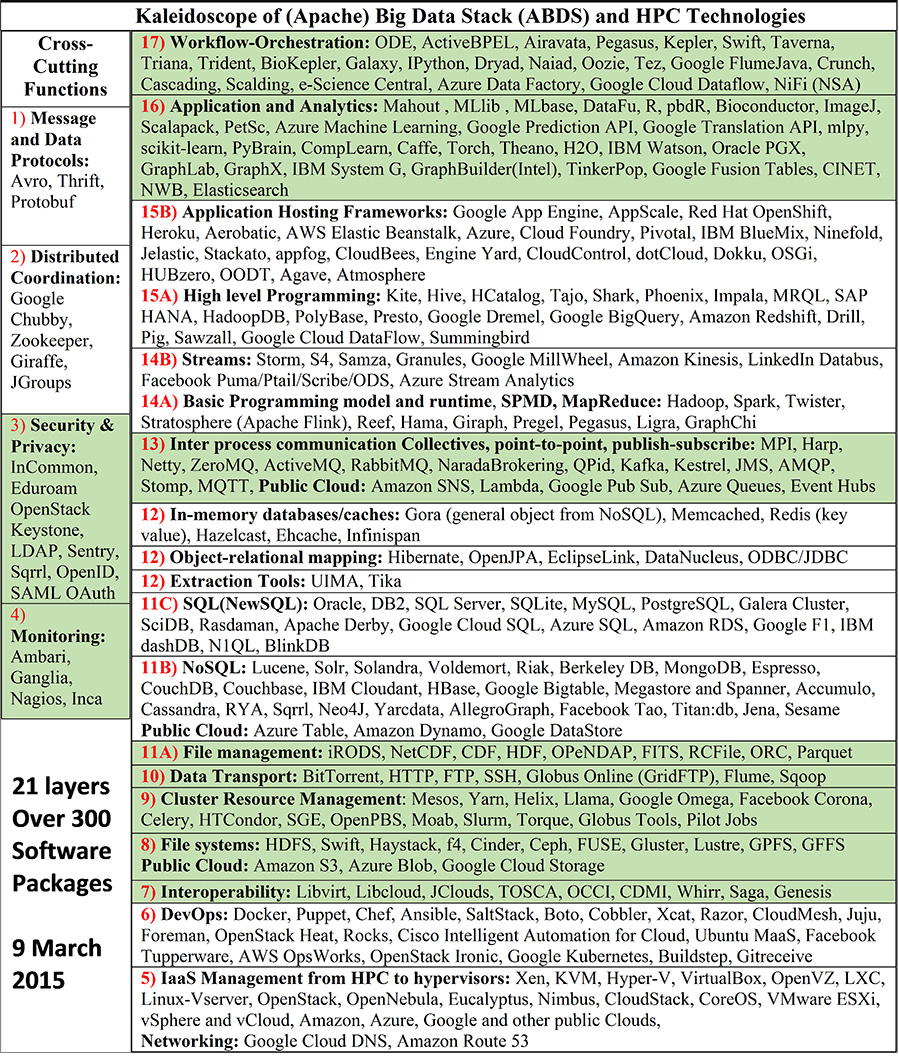 Kaleidoscope of (Apache) Big Data Stack (ABDS) and HPC Technologies
Cross-
Cutting
Functions
1) Message
and Data
Protocols:
Avro, Thrift,
Protobuf
2) Distributed
Coordination:
Google
Chubby,
Zookeeper,
Giraffe,
JGroups
3) Security &
Privacy:
InCommon,
Eduroam
OpenStack
Keystone,
LDAP, Sentry,
Sqrrl, OpenID,
SAML OAuth
4)
Monitoring:
Ambari,
Ganglia,
Nagios, Inca
21 layers
Over 300
Software
Packages
9 March
2015
17) Workflow-Orchestration: ODE, ActiveBPEL, Airavata, Pegasus, Kepler, Swift, Taverna,
Triana, Trident, BioKepler, Galaxy, IPython, Dryad, Naiad, Oozie, Tez, Google FlumeJava, Crunch,
Cascading, Scalding, e-Science Central, Azure Data Factory, Google Cloud Dataflow, NiFi (NSA)
16) Application and Analytics: Mahout , MLlib , MLbase, DataFu, R, pbdR, Bioconductor, ImageJ,
Scalapack, PetSc, Azure Machine Learning, Google Prediction API, Google Translation API, mlpy,
scikit-learn, PyBrain, CompLearn, Caffe, Torch, Theano, H2O, IBM Watson, Oracle PGX,
GraphLab, GraphX, IBM System G, GraphBuilder(Intel), TinkerPop, Google Fusion Tables, CINET,
NWB, Elasticsearch
15B) Application Hosting Frameworks: Google App Engine, AppScale, Red Hat OpenShift,
Heroku, Aerobatic, AWS Elastic Beanstalk, Azure, Cloud Foundry, Pivotal, IBM BlueMix, Ninefold,
Jelastic, Stackato, appfog, CloudBees, Engine Yard, CloudControl, dotCloud, Dokku, OSGi,
HUBzero, OODT, Agave, Atmosphere
15A) High level Programming: Kite, Hive, HCatalog, Tajo, Shark, Phoenix, Impala, MRQL, SAP
HANA, HadoopDB, PolyBase, Presto, Google Dremel, Google BigQuery, Amazon Redshift, Drill,
Pig, Sawzall, Google Cloud DataFlow, Summingbird
14B) Streams: Storm, S4, Samza, Granules, Google MillWheel, Amazon Kinesis, LinkedIn Databus,
Facebook Puma/Ptail/Scribe/ODS, Azure Stream Analytics
14A) Basic Programming model and runtime, SPMD, MapReduce: Hadoop, Spark, Twister,
Stratosphere (Apache Flink), Reef, Hama, Giraph, Pregel, Pegasus, Ligra, GraphChi
13) Inter process communication Collectives, point-to-point, publish-subscribe: MPI, Harp,
Netty, ZeroMQ, ActiveMQ, RabbitMQ, NaradaBrokering, QPid, Kafka, Kestrel, JMS, AMQP,
Stomp, MQTT, Public Cloud: Amazon SNS, Lambda, Google Pub Sub, Azure Queues, Event Hubs
12) In-memory databases/caches: Gora (general object from NoSQL), Memcached, Redis (key
value), Hazelcast, Ehcache, Infinispan
12) Object-relational mapping: Hibernate, OpenJPA, EclipseLink, DataNucleus, ODBC/JDBC
12) Extraction Tools: UIMA, Tika
11C) SQL(NewSQL): Oracle, DB2, SQL Server, SQLite, MySQL, PostgreSQL, Galera Cluster,
SciDB, Rasdaman, Apache Derby, Google Cloud SQL, Azure SQL, Amazon RDS, Google F1, IBM
dashDB, N1QL, BlinkDB
11B) NoSQL: Lucene, Solr, Solandra, Voldemort, Riak, Berkeley DB, MongoDB, Espresso,
CouchDB, Couchbase, IBM Cloudant, HBase, Google Bigtable, Megastore and Spanner, Accumulo,
Cassandra, RYA, Sqrrl, Neo4J, Yarcdata, AllegroGraph, Facebook Tao, Titan:db, Jena, Sesame
Public Cloud: Azure Table, Amazon Dynamo, Google DataStore
11A) File management: iRODS, NetCDF, CDF, HDF, OPeNDAP, FITS, RCFile, ORC, Parquet
10) Data Transport: BitTorrent, HTTP, FTP, SSH, Globus Online (GridFTP), Flume, Sqoop
9) Cluster Resource Management: Mesos, Yarn, Helix, Llama, Google Omega, Facebook Corona,
Celery, HTCondor, SGE, OpenPBS, Moab, Slurm, Torque, Globus Tools, Pilot Jobs
8) File systems: HDFS, Swift, Haystack, f4, Cinder, Ceph, FUSE, Gluster, Lustre, GPFS, GFFS
Public Cloud: Amazon S3, Azure Blob, Google Cloud Storage
7) Interoperability: Libvirt, Libcloud, JClouds, TOSCA, OCCI, CDMI, Whirr, Saga, Genesis
6) DevOps: Docker, Puppet, Chef, Ansible, SaltStack, Boto, Cobbler, Xcat, Razor, CloudMesh, Juju,
Foreman, OpenStack Heat, Rocks, Cisco Intelligent Automation for Cloud, Ubuntu MaaS, Facebook
Tupperware, AWS OpsWorks, OpenStack Ironic, Google Kubernetes, Buildstep, Gitreceive
5) IaaS Management from HPC to hypervisors: Xen, KVM, Hyper-V, VirtualBox, OpenVZ, LXC,
Linux-Vserver, OpenStack, OpenNebula, Eucalyptus, Nimbus, CloudStack, CoreOS, VMware ESXi,
vSphere and vCloud, Amazon, Azure, Google and other public Clouds,
Networking: Google Cloud DNS, Amazon Route 53